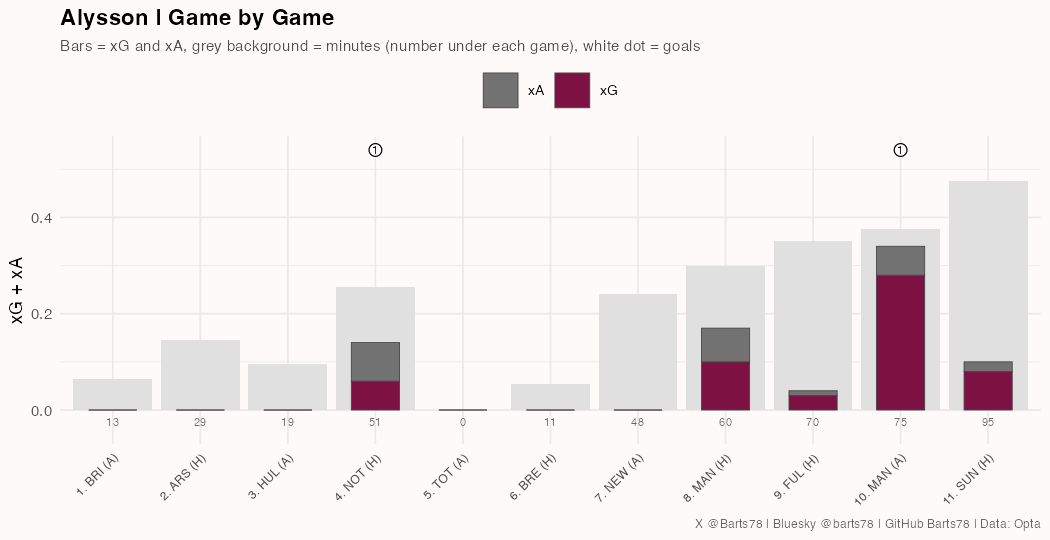 Alysson | Game by Game
Bars = xG and xA, grey background = minutes (number under each game), white dot = goals
xA xG
1 1
xG + xA
0.4
0.2
0.0
13 29 19 51 0 11 48 60 70 75 95
1. BRI (A) 2. ARS (H) 3. HUL (A) 4. NOT (H) 5. TOT (A) 6. BRE (H) 7. NEW (A) 8. MAN (H) 9. FUL (H) 10. MAN (A) 11. SUN (H)
X @Barts78 | Bluesky @barts78 | GitHub Barts78 | Data: Opta